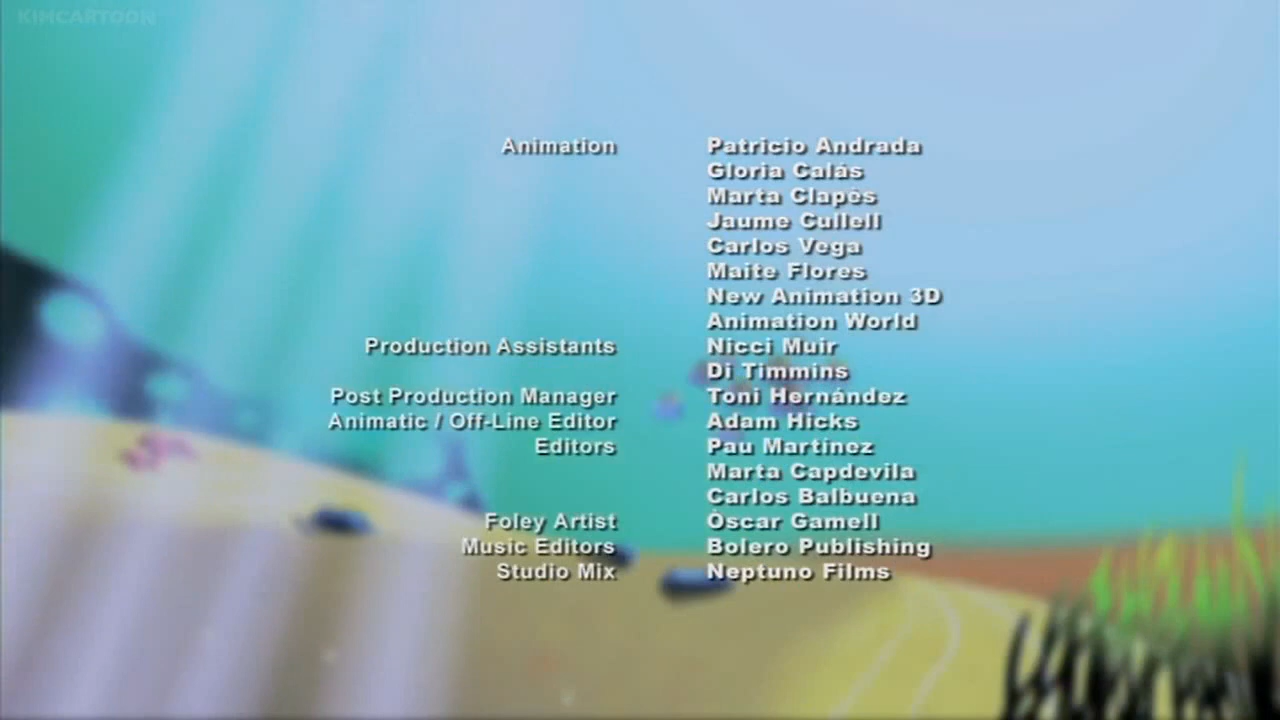 KIMCARTOON
Animation Patricio Andrada
Gloria Calás
Marta Clapès
Jaume Cullell
Carlos Vega
Maite Flores
New Animation 3D
Animation World
Production Assistants Nicci Muir
Di Timmins
Post Production Manager Toni Hernández
Animatic / Off-Line Editor Adam Hicks
Editors Pau Martínez
Marta Capdevila
Carlos Balbuena
Foley Artist Òscar Gamell
Music Editors Bolero Publishing
Studio Mix Neptuno Films